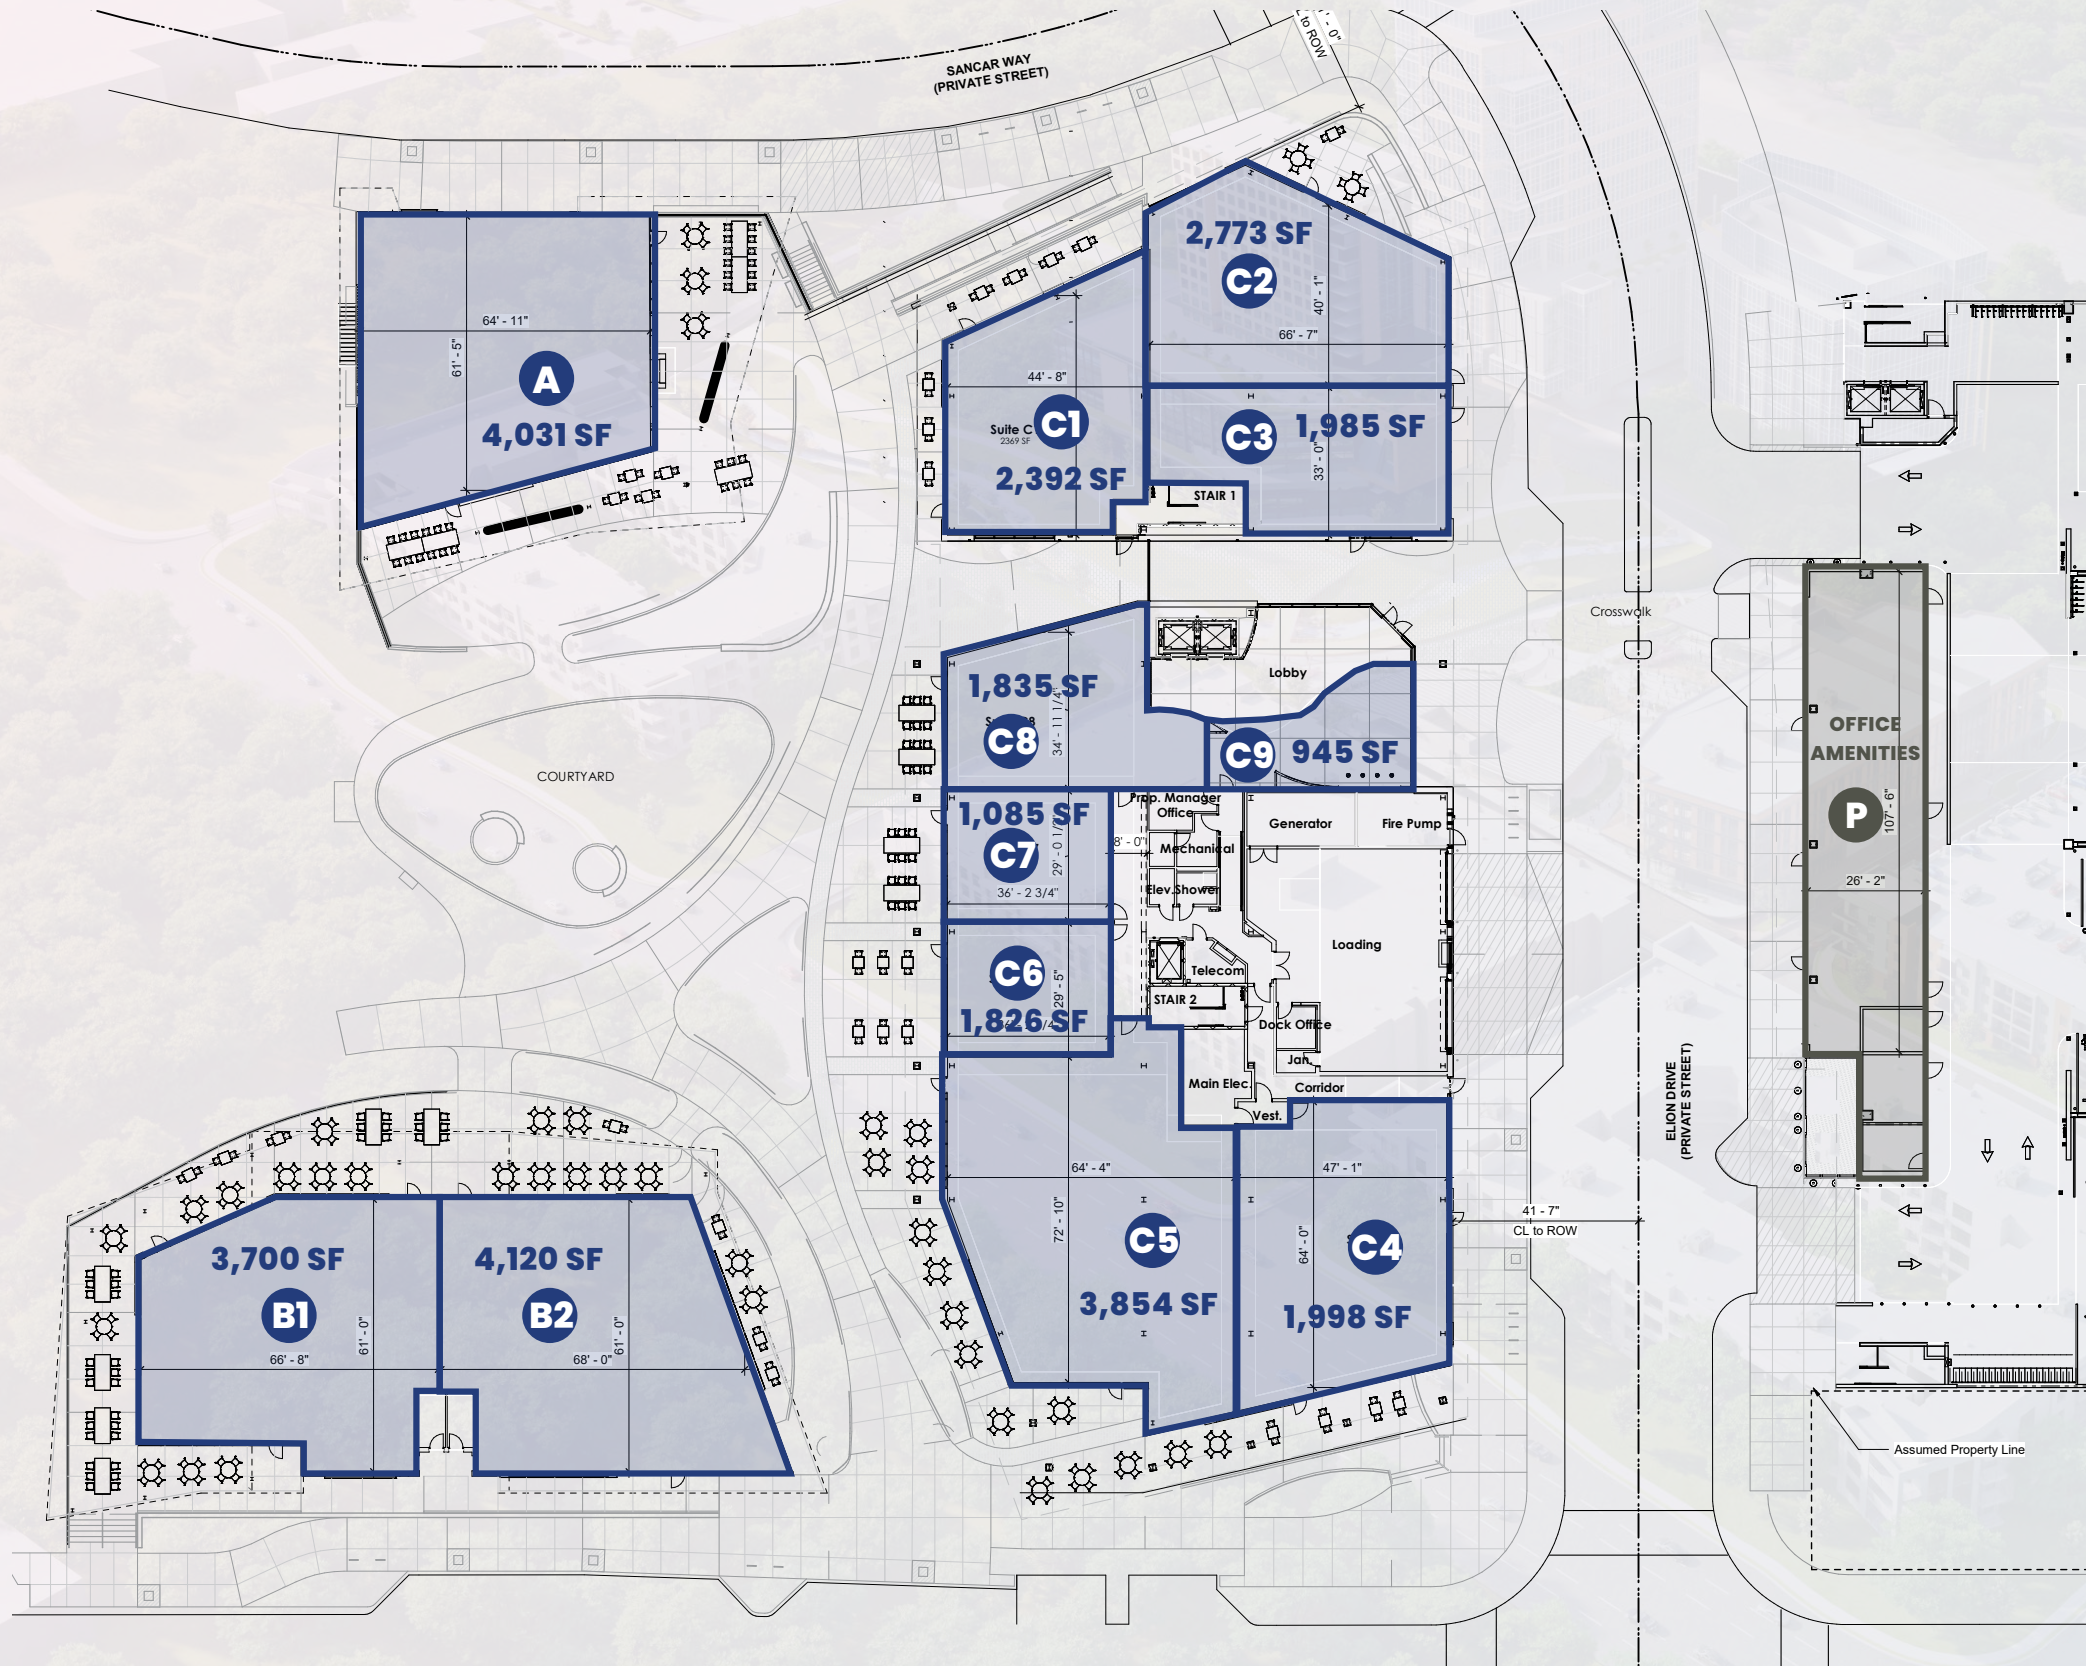 SANCAR WAY
(PRIVATE STREET)
' - 0"
to ROW
64' - 11"
61' - 5"
A
4,031 SF
2,773 SF
C2
40' - 1"
66' - 7"
44' - 8"
Suite C
2369 SF
C1
2,392 SF
C3
1,985 SF
33' - 0"
STAIR 1
Crosswalk
Lobby
1,835 SF
C8
34' - 11 1/4"
C9
945 SF
COURTYARD
OFFICE
AMENITIES
P
107' - 6"
26' - 2"
1,085 SF
C7
29' - 0 1/2"
36' - 2 3/4"
8' - 0"
Prop. Manager
Office
Mechanical
Elev.
Shower
Generator
Fire Pump
Loading
Telecom
STAIR 2
Dock Office
Jan.
Main Elec.
Corridor
Vest.
C6
29' - 5"
1,826 SF
ELION DRIVE
(PRIVATE STREET)
64' - 4"
72' - 10"
C5
3,854 SF
47' - 1"
64' - 0"
C4
1,998 SF
41 - 7"
CL to ROW
3,700 SF
B1
61' - 0"
66' - 8"
4,120 SF
B2
61' - 0"
68' - 0"
Assumed Property Line